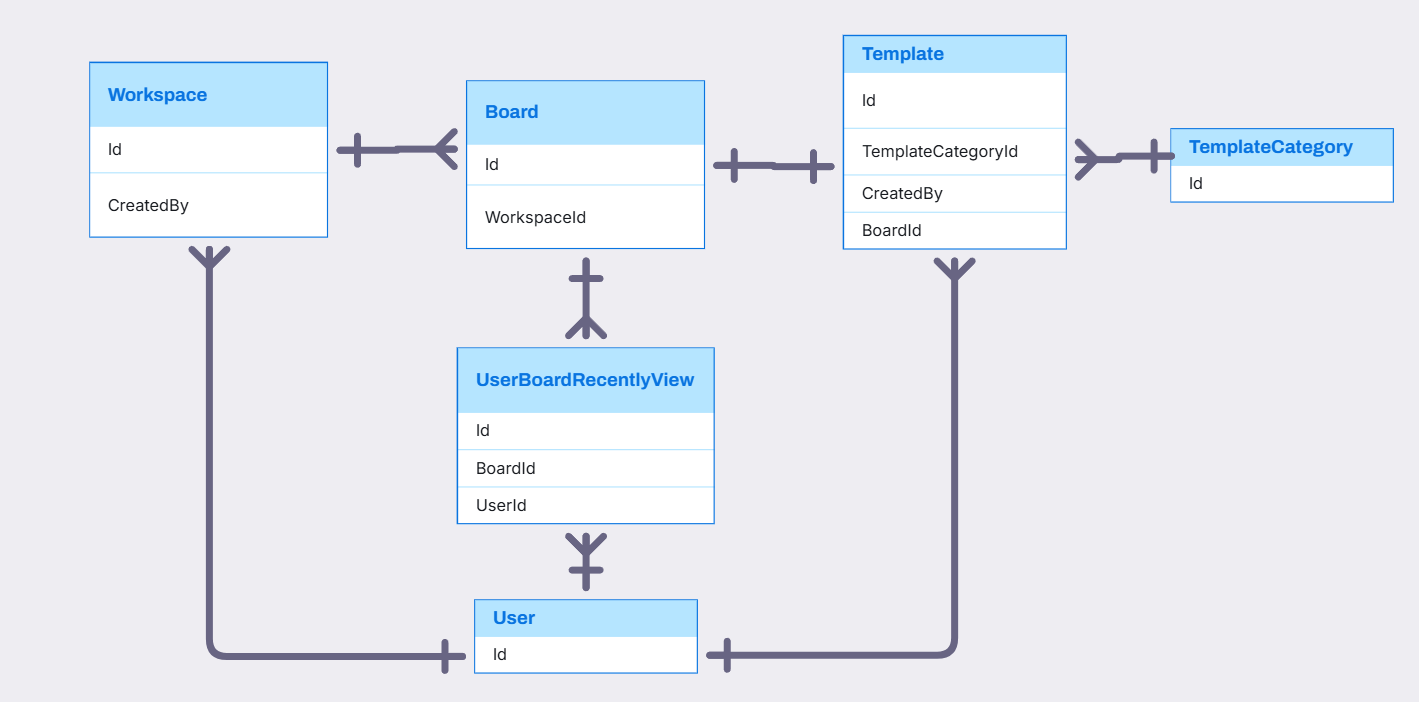 Workspace
Id
CreatedBy
Board
Id
WorkspaceId
Template
Id
TemplateCategoryId
CreatedBy
BoardId
TemplateCategory
Id
UserBoardRecentlyView
Id
BoardId
UserId
User
Id